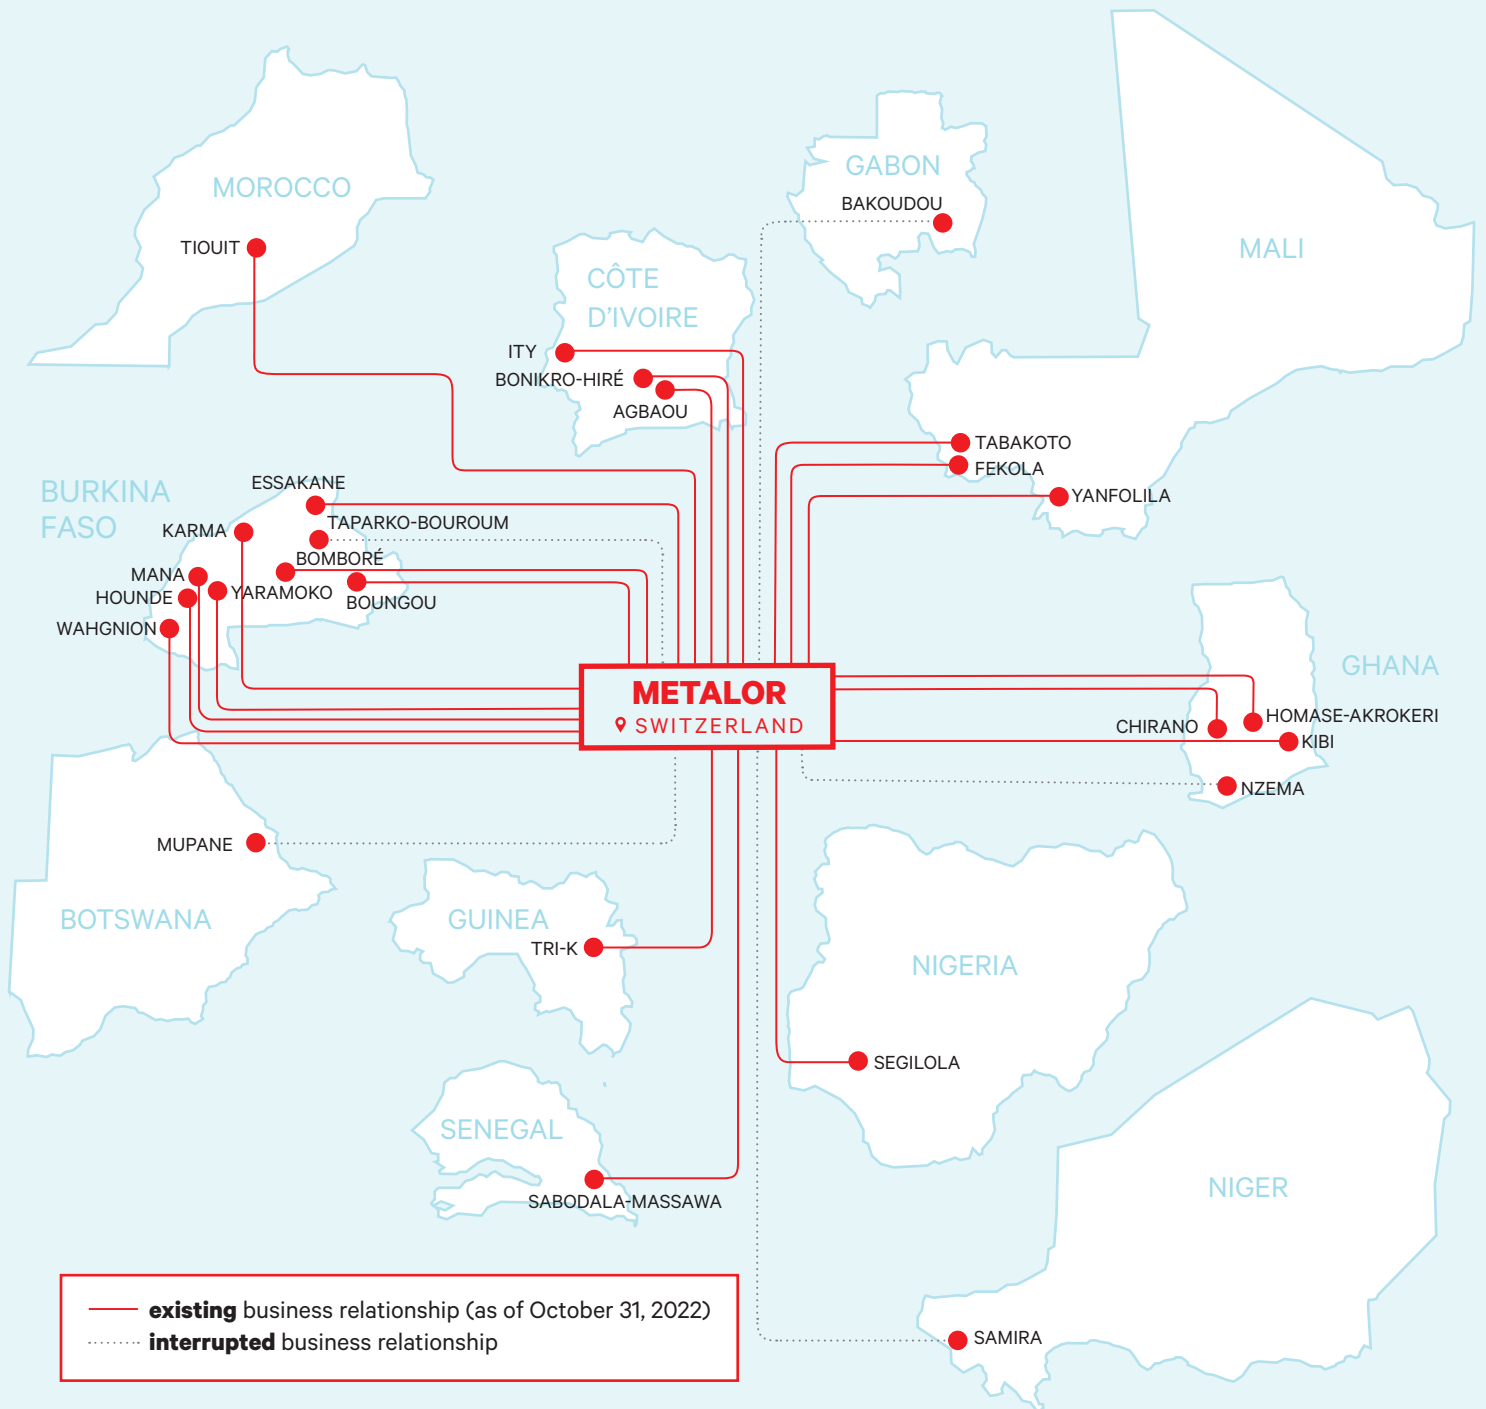 MOROCCO
TIOUIT
GABON
BAKOUDOU
MALI
CÔTE
D'IVOIRE
ITY
BONIKRO-HIRÉ
AGBAOU
TABAKOTO
FEKOLA
YANFOLILA
BURKINA
FASO
ESSAKANE
TAPARKO-BOUROUM
KARMA
BOMBORÉ
MANA
YARAMOKO
HOUNDE
BOUNGOU
WAHGNION
METALOR
SWITZERLAND
GHANA
HOMASE-AKROKERI
CHIRANO
KIBI
NZEMA
MUPANE
BOTSWANA
GUINEA
TRI-K
NIGERIA
SEGILOLA
SENEGAL
SABODALA-MASSAWA
NIGER
SAMIRA
existing business relationship (as of October 31, 2022)
interrupted business relationship